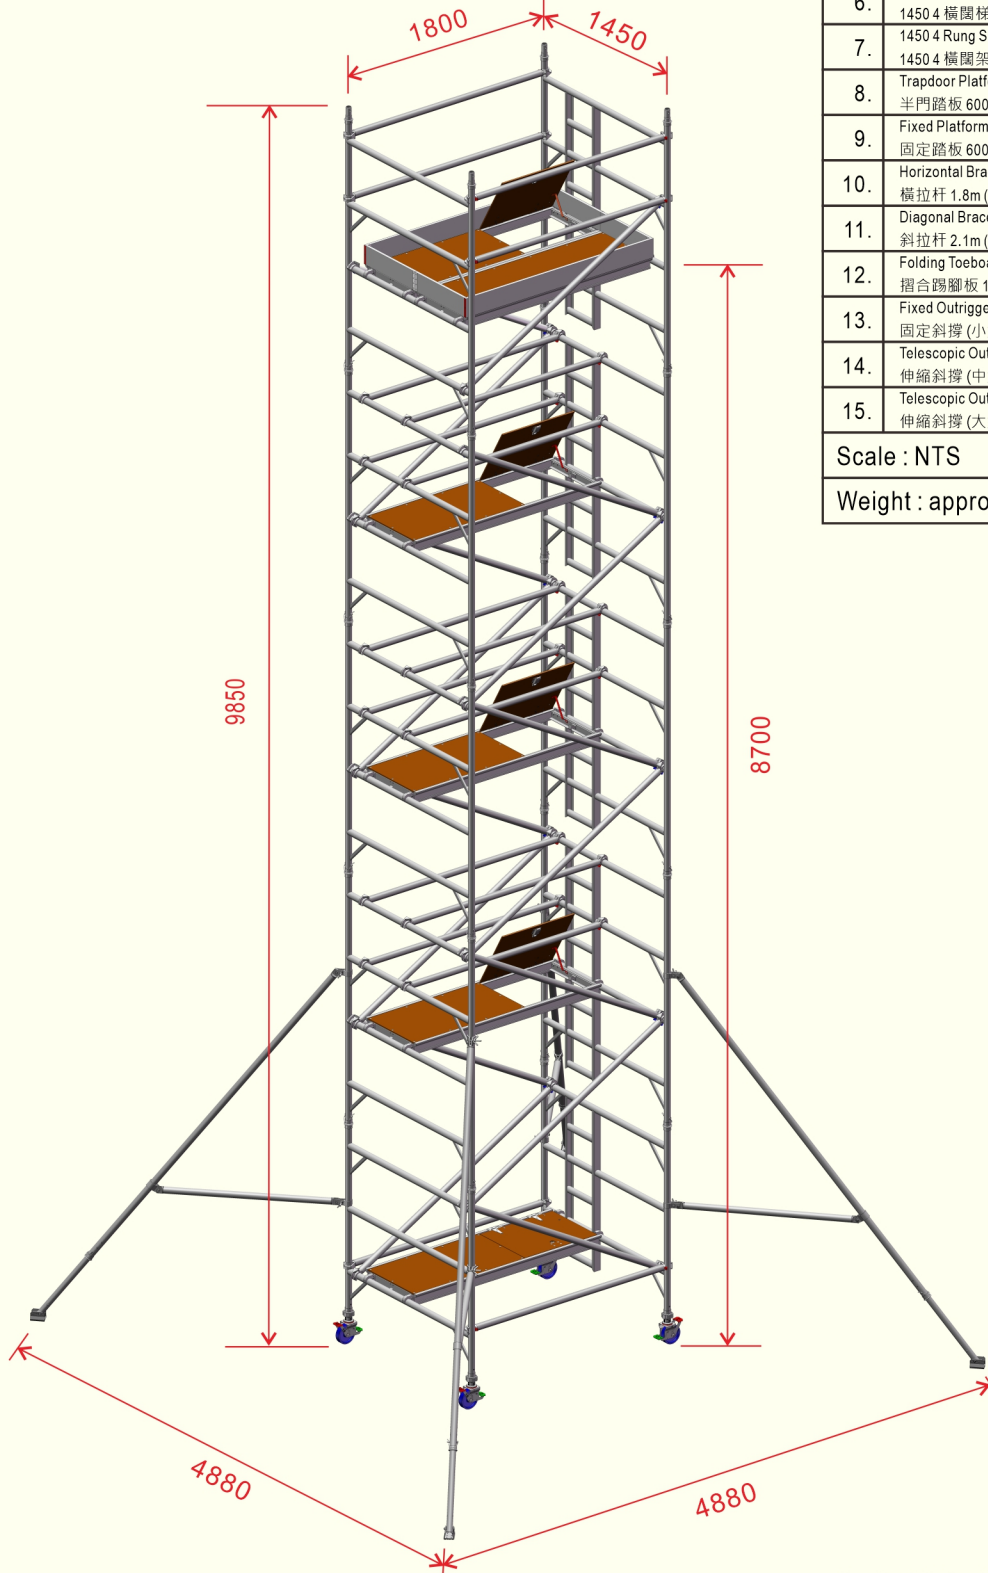 1800
1450
9850
8700
4880
4880
6.
1450 4 橫闊梯
7.
1450 4 Rung S
1450 4 橫闊架
8.
Trapdoor Platf
半門踏板 600
9.
Fixed Platform
固定踏板 600
10.
Horizontal Bra
橫拉杆 1.8m (
11.
Diagonal Brac
斜拉杆 2.1m (
12.
Folding Toeboa
摺合踢腳板 1
13.
Fixed Outrigge
固定斜撐 (小
14.
Telescopic Out
伸縮斜撐 (中
15.
Telescopic Out
伸縮斜撐 (大
Scale : NTS
Weight : appro